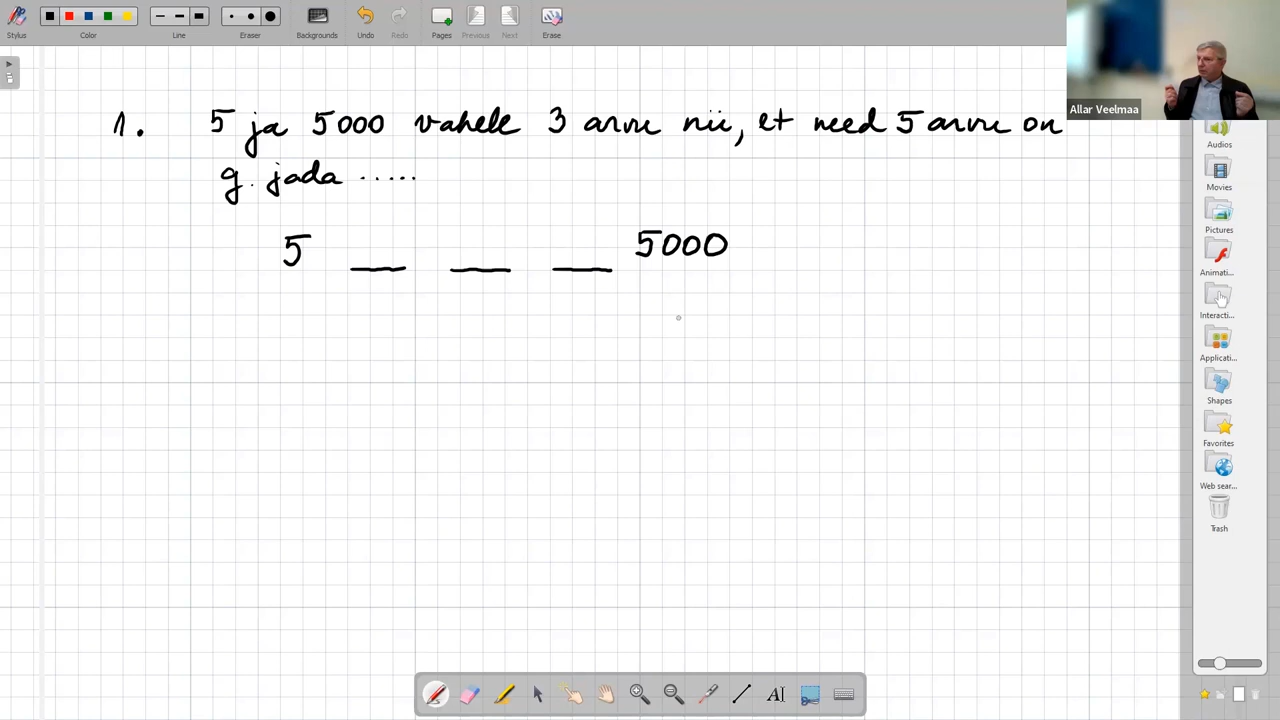 Stylus
Color
Line
Eraser
Backgrounds
Undo
Redo
Pages
Previous
Next
Erase
Allar Veelmaa
1. 5 ja 5000 vahele 3 arvu nii, et need 5 arvu on
g. jada .....
5 ___ ___ ___ 5000
Audios
Movies
Pictures
Animati...
Interacti...
Applicati...
Shapes
Favorites
Web sear...
Trash